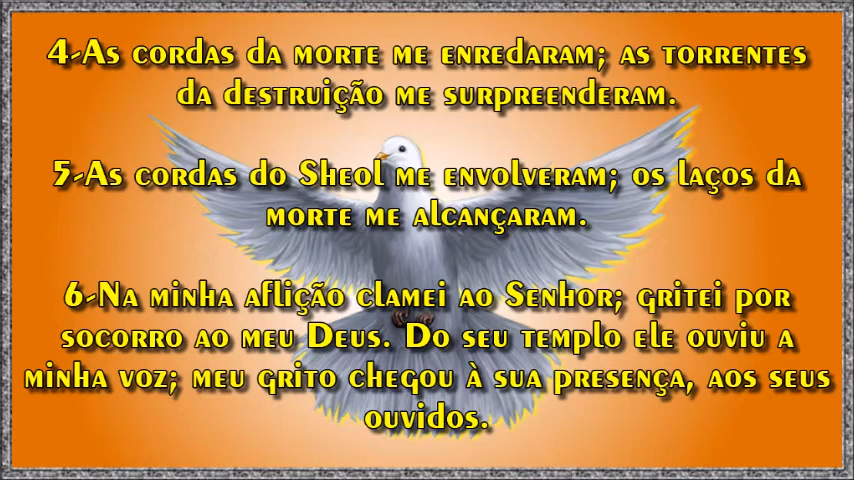 4-As cordas da morte me enredaram; as torrentes
da destruição me surpreenderam.
5-As cordas do Sheol me envolveram; os laços da
morte me alcançaram.
6-Na minha aflição clamei ao Senhor; gritei por
socorro ao meu Deus. Do seu templo ele ouviu a
minha voz; meu grito chegou à sua presença, aos seus
ouvidos.